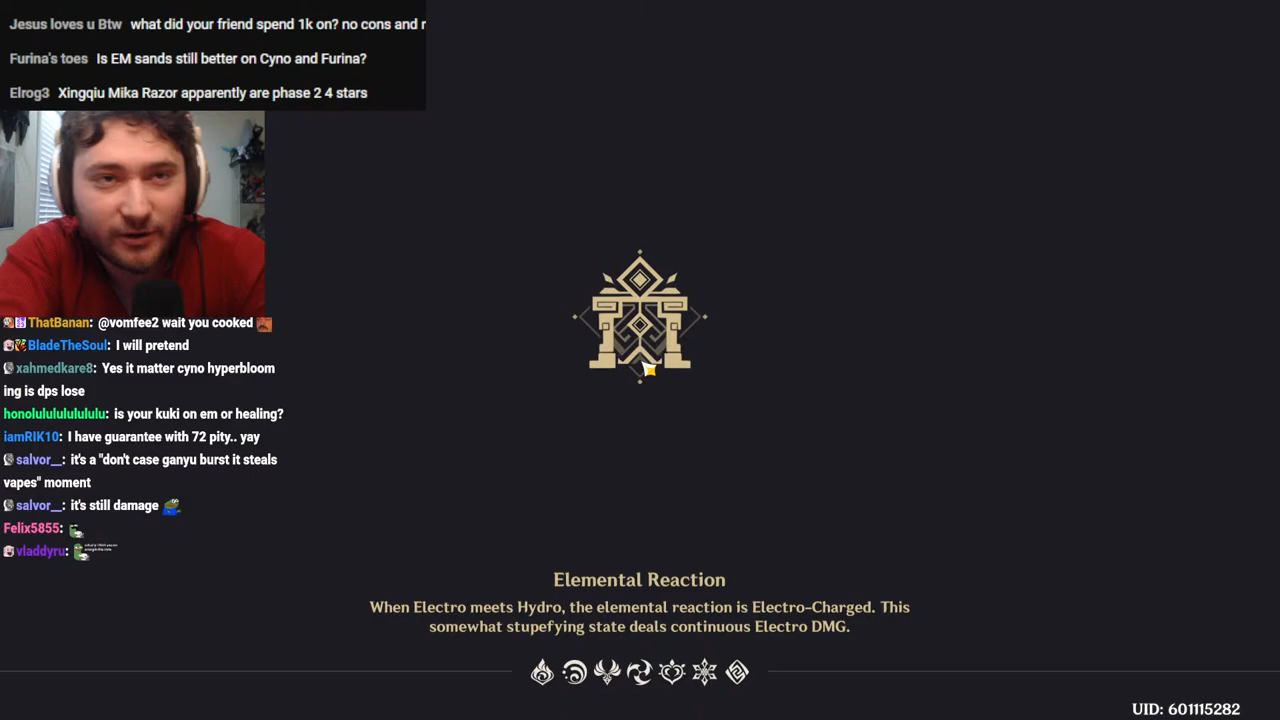 Jesus loves u Btw what did your friend spend 1k on? no cons and r
Furina's toes Is EM sands still better on Cyno and Furina?
Elrog3 Xingqiu Mika Razor apparently are phase 2 4 stars
ThatBanan: @vomfee2 wait you cooked
BladeTheSoul: I will pretend
xahmedkare8: Yes it matter cyno hyperbloom
ing is dps lose
honolulululululu: is your kuki on em or healing?
iamRIK10: I have guarantee with 72 pity.. yay
salvor__: it's a "don't case ganyu burst it steals
vapes" moment
salvor__: it's still damage
Felix5855:
vladdyru:
Elemental Reaction
When Electro meets Hydro, the elemental reaction is Electro-Charged. This
somewhat stupefying state deals continuous Electro DMG.
UID: 601115282